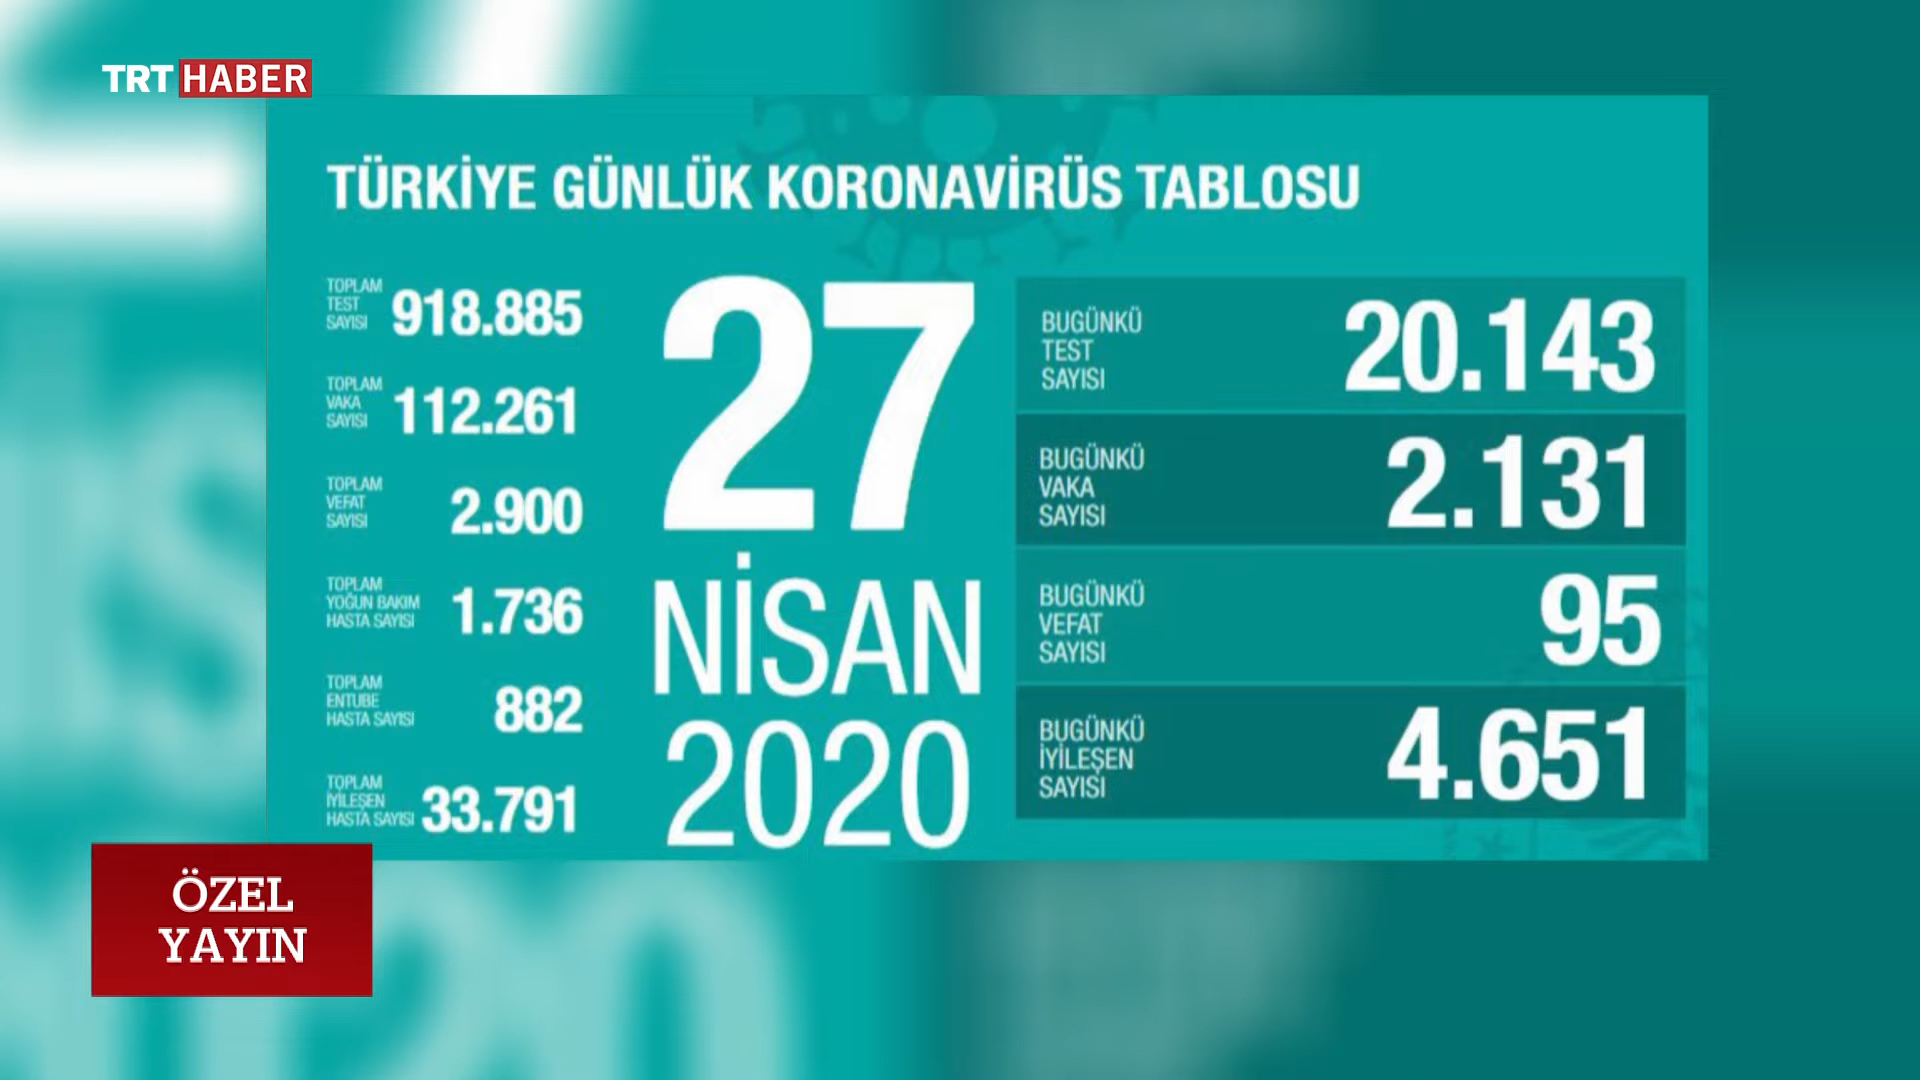 TRT HABER
TÜRKİYE GÜNLÜK KORONAVİRÜS TABLOSU
TOPLAM
TEST
SAYISI
918.885
TOPLAM
VAKA
SAYISI
112.261
TOPLAM
VEFAT
SAYISI
2.900
TOPLAM
YOĞUN BAKIM
HASTA SAYISI
1.736
TOPLAM
ENTUBE
HASTA SAYISI
882
TOPLAM
İYİLEŞEN
HASTA SAYISI
33.791
27
NİSAN
2020
BUGÜNKÜ
TEST
SAYISI
20.143
BUGÜNKÜ
VAKA
SAYISI
2.131
BUGÜNKÜ
VEFAT
SAYISI
95
BUGÜNKÜ
İYİLEŞEN
SAYISI
4.651
ÖZEL
YAYIN